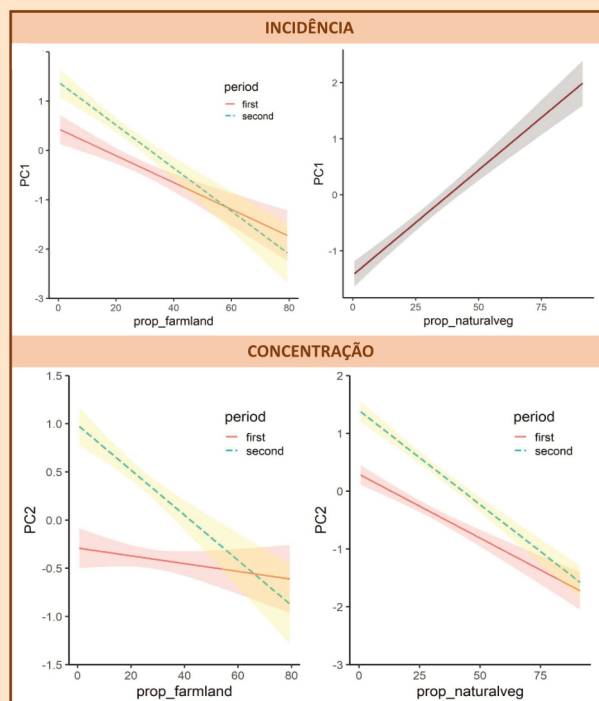 INCIDÊNCIA
PC1
1
0
-1
-2
-3
0
20
40
60
80
prop_farmland
period
first
second
PC1
2
1
0
-1
0
25
50
75
prop_naturalveg
CONCENTRAÇÃO
PC2
1.5
1.0
0.5
0.0
-0.5
-1.0
-1.5
0
20
40
60
80
prop_farmland
period
first
second
PC2
2
1
0
-1
-2
-3
0
25
50
75
prop_naturalveg
period
first
second